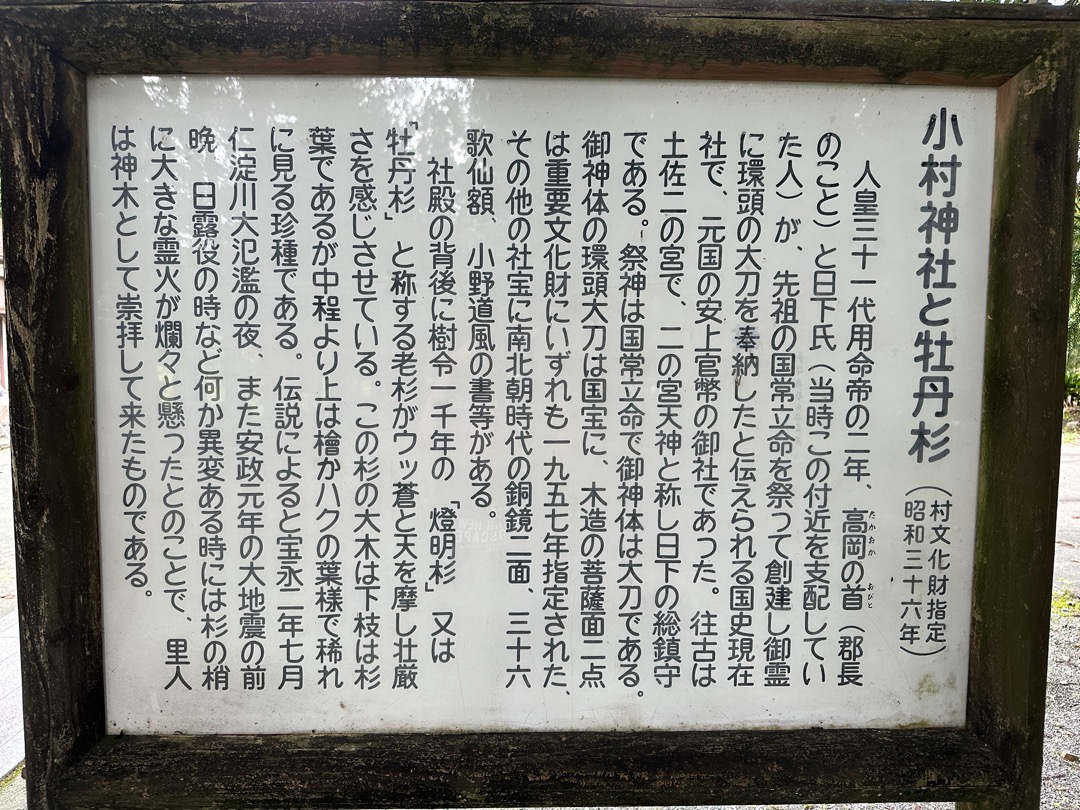 小村神社と牡丹杉
(村文化財指定
昭和三十六年)
人皇三十一代用命帝の二年、高岡の首(郡長
たかおか
おびと
のこと)と日下氏(当時この付近を支配してい
た人)が、先祖の国常立命を祭つて創建し御霊
に環頭の大刀を奉納したと伝えられる国史現在
社で、元国の安上官幣の御社であった。往古は
土佐二の宮で、二の宮天神と称し日下の総鎮守
である。祭神は国常立命で御神体は大刀である。
御神体の環頭大刀は国宝に、木造の菩薩面二点
は重要文化財にいずれも一九五七年指定された、
その他の社宝に南北朝時代の銅鏡二面、三十六
歌仙額、小野道風の書等がある。
社殿の背後に樹令一千年の「燈明杉」又は
「牡丹杉」と称する老杉がウッ蒼と天を摩し壮厳
さを感じさせている。この杉の大木は下枝は杉
葉であるが中程より上は檜かハクの葉様で稀れ
に見る珍種である。伝説によると宝永二年七月
仁淀川大氾濫の夜、また安政元年の大地震の前
晩 日露役の時など何か異変ある時には杉の梢
に大きな霊火が爛々と懸つたとのことで、里人
は神木として崇拝して来たものである。